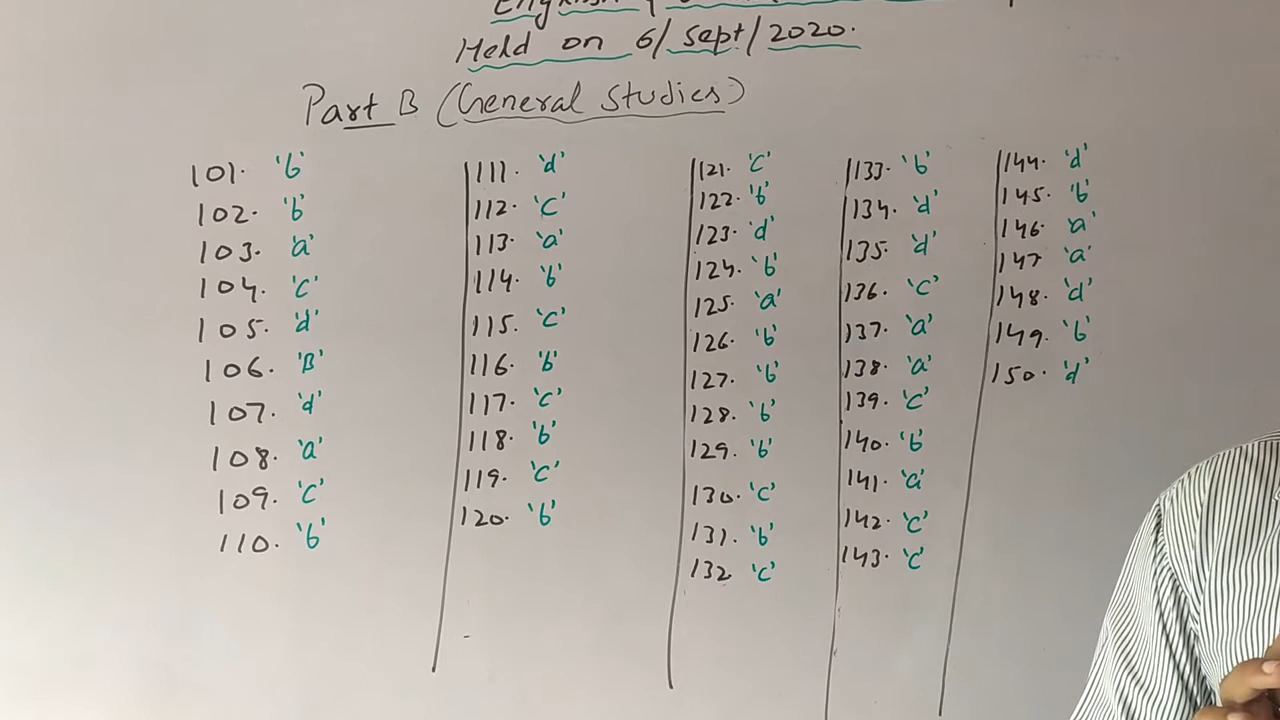 Held on 6/Sept/2020.
Part B (General Studies)
101. 'b'
102. 'b'
103. 'a'
104. 'c'
105. 'd'
106. 'B'
107. 'd'
108. 'a'
109. 'c'
110. 'b'
111. 'd'
112. 'c'
113. 'a'
114. 'b'
115. 'c'
116. 'b'
117. 'c'
118. 'b'
119. 'c'
120. 'b'
121. 'c'
122. 'b'
123. 'd'
124. 'b'
125. 'a'
126. 'b'
127. 'b'
128. 'b'
129. 'b'
130. 'c'
131. 'b'
132 'c'
133. 'b'
134. 'd'
135. 'd'
136. 'c'
137. 'a'
138. 'a'
139. 'c'
140. 'b'
141. 'a'
142. 'c'
143. 'c'
144. 'd'
145. 'b'
146. 'a'
147 'a'
148. 'd'
149. 'b'
150. 'd'